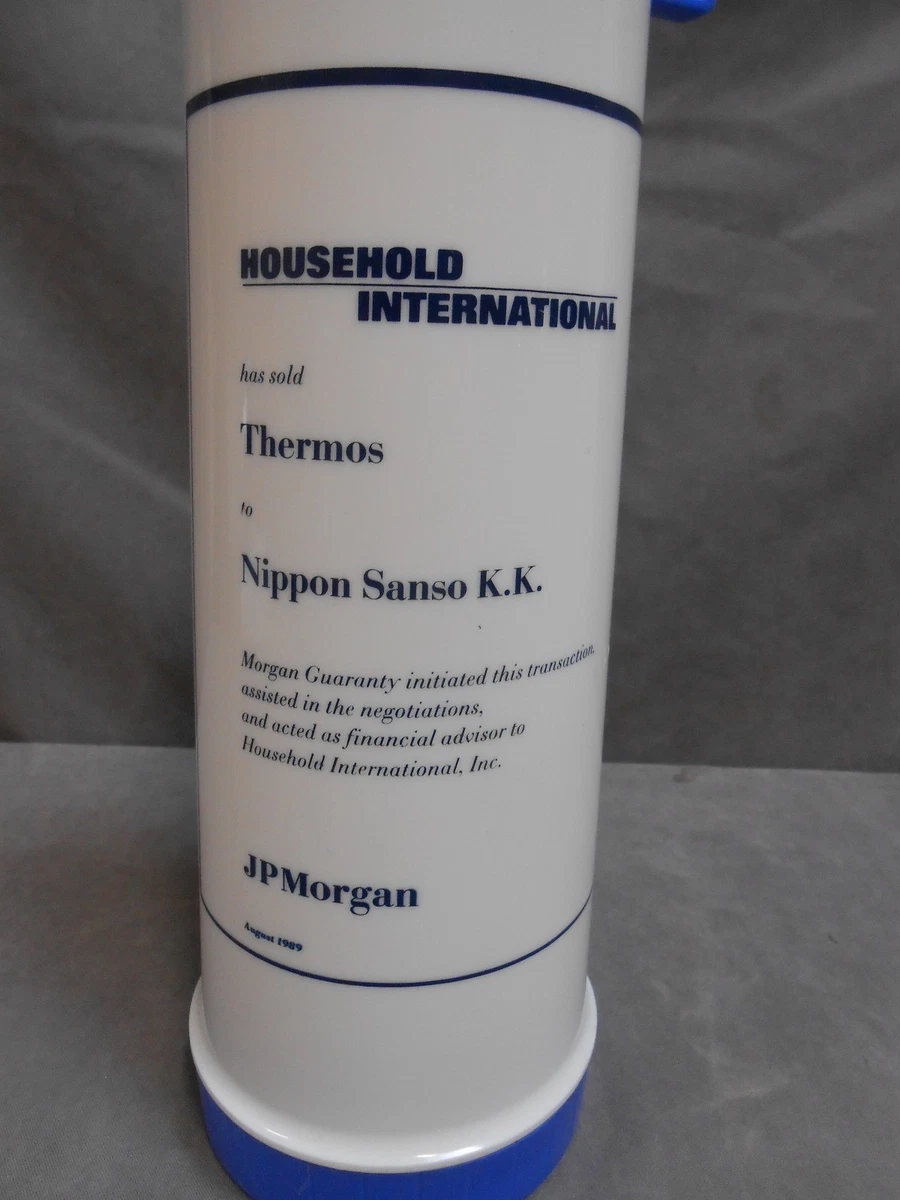 HOUSEHOLD
INTERNATIONAL
has sold
Thermos
to
Nippon Sanso K.K.
Morgan Guaranty initiated this transaction,
assisted in the negotiations,
and acted as financial advisor to
Household International, Inc.
JPMorgan
August 1989